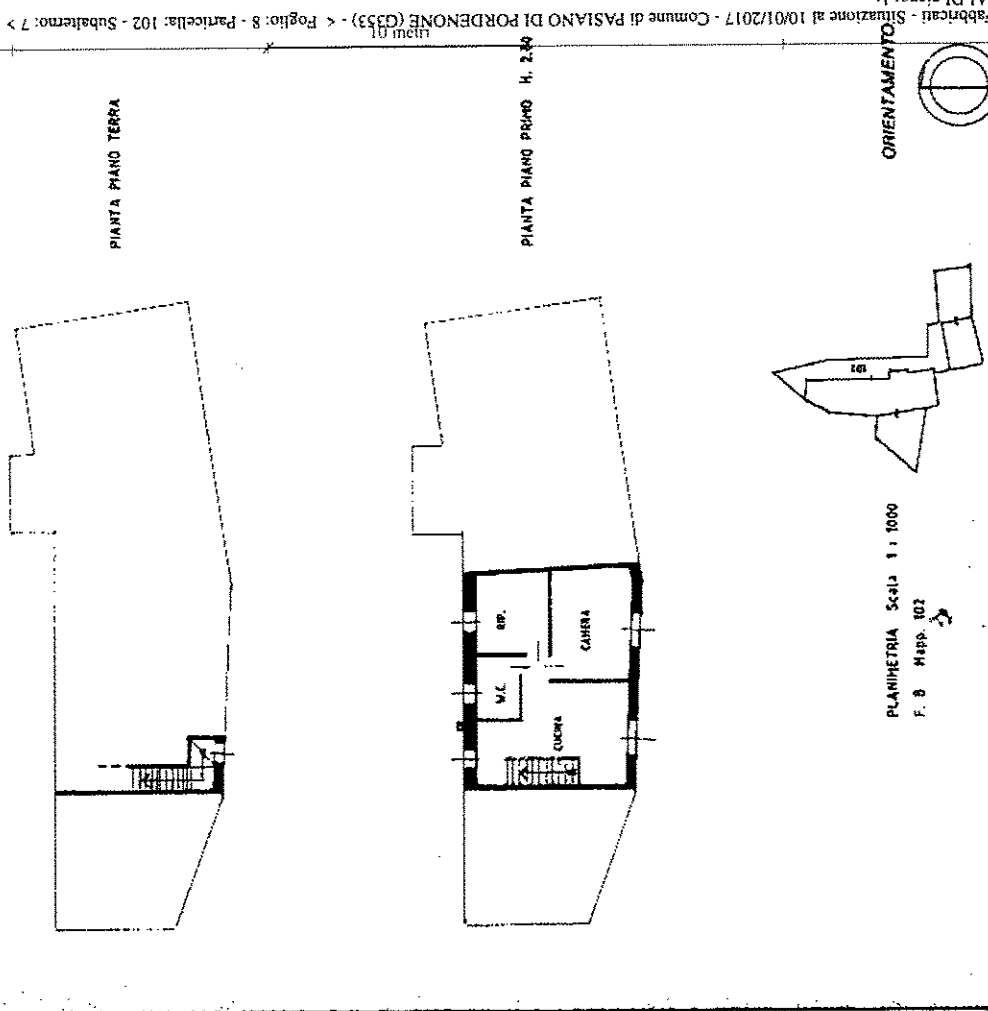 Fabbricati - Situazione al 10/01/2017 - Comune di PASIANO DI PORDENONE (G353) - < Foglio: 8 - Particella: 102 - Subalterno: 7 >
10 metri
PIANTA PIANO TERRA
PIANTA PIANO PRIMO H. 2.60
RIP.
CAMERA
W.C.
CUCINA
ORIENTAMENTO
102
PLANIMETRIA Scala 1 : 1000
F. 8 Mapp. 102